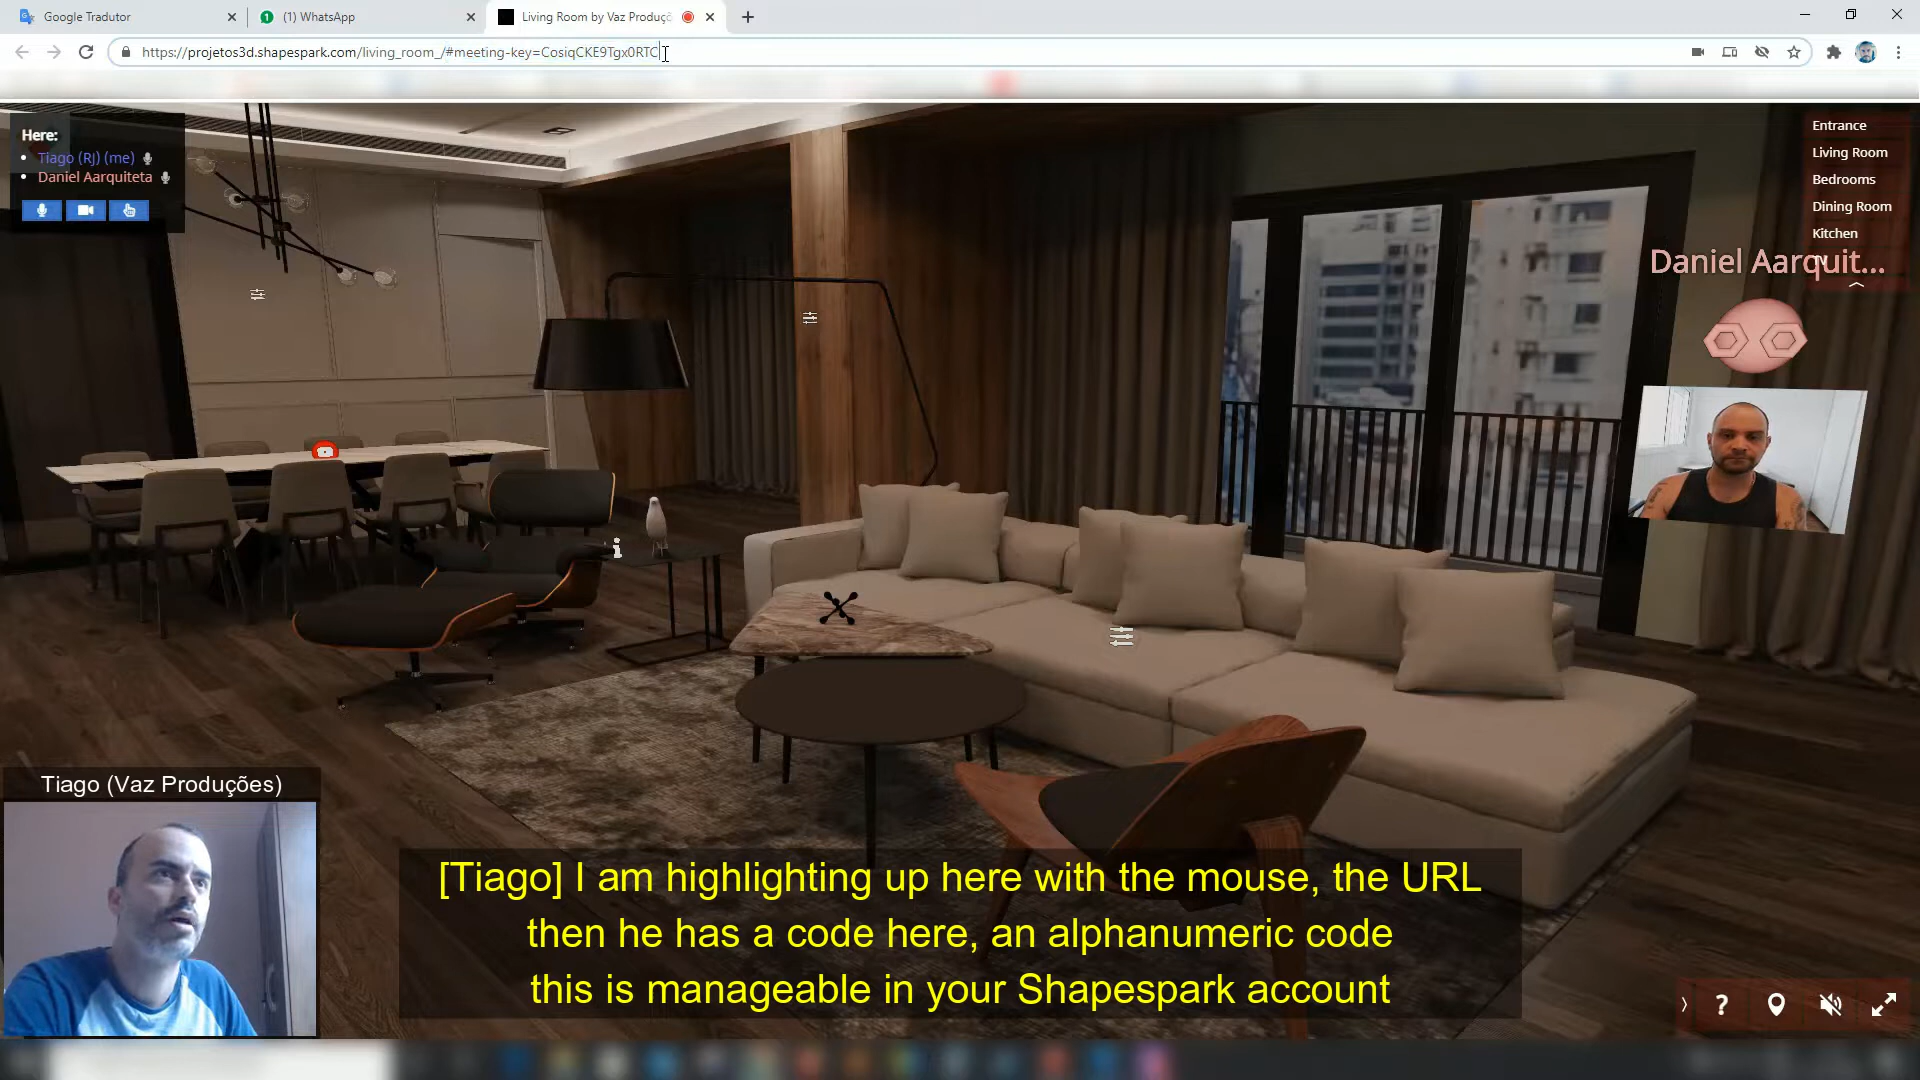 Google Tradutor
(1) WhatsApp
Living Room by Vaz Produçõ
https://projetos3d.shapespark.com/living_room_/#meeting-key=CosiqCKE9Tgx0RTC
Here:
Tiago (RJ) (me)
Daniel Aarquiteta
Entrance
Living Room
Bedrooms
Dining Room
Kitchen
TV
Daniel Aarquit...
Tiago (Vaz Produções)
[Tiago] I am highlighting up here with the mouse, the URL
then he has a code here, an alphanumeric code
this is manageable in your Shapespark account